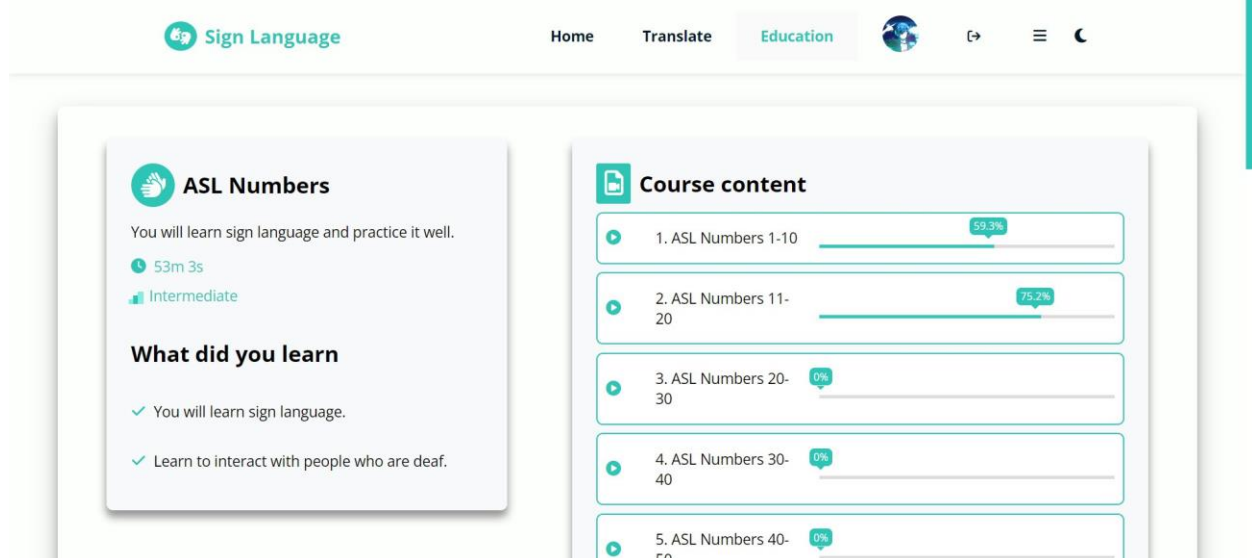 Sign Language
Home
Translate
Education
ASL Numbers
You will learn sign language and practice it well.
53m 3s
Intermediate
What did you learn
You will learn sign language.
Learn to interact with people who are deaf.
Course content
1. ASL Numbers 1-10
59.3%
2. ASL Numbers 11-
20
75.2%
3. ASL Numbers 20-
30
0%
4. ASL Numbers 30-
40
0%
5. ASL Numbers 40-
0%